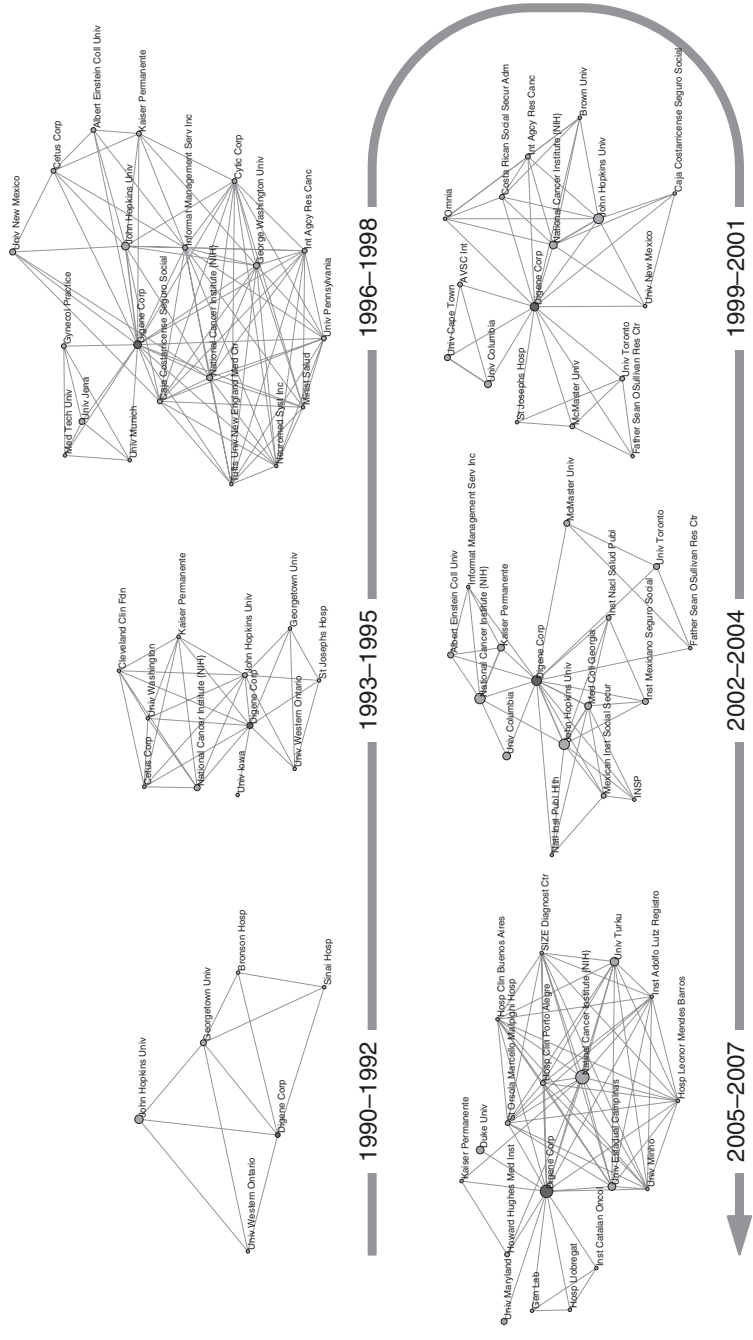 John Hopkins Univ
Georgetown Univ
Bronson Hosp
Sinai Hosp
Digene Corp
Univ Western Ontario
1990–1992
Cleveland Clin Fdn
Univ Washington
Kaiser Permanente
Cetus Corp
National Cancer Institute {NIH}
John Hopkins Univ
Digene Corp
Georgetown Univ
St Josephs Hosp
Univ Iowa
Univ Western Ontario
1993–1995
Univ New Mexico
Cetus Corp
Albert Einstein Coll Univ
Kaiser Permanente
Gynecol Practice
John Hopkins Univ
Informat Management Serv Inc
Med Tech Univ
Univ Jena
Univ Munich
Digene Corp
Caja Costarricense Seguro Social
Cytic Corp
George Washington Univ
National Cancer Institute {NIH}
Int Agcy Res Canc
Tufts Univ New England Med Ctr
Neuromed Syst Inc
Minist Salud
Univ Pennsylvania
1996–1998
Omnia
Costa Rican Social Secur Adm
Int Agcy Res Canc
Brown Univ
Univ Cape Town
AVSC Int
Univ Columbia
National Cancer Institute {NIH}
John Hopkins Univ
Digene Corp
Caja Costarricense Seguro Social
St Josephs Hosp
McMaster Univ
Univ Toronto
Father Sean OSullivan Res Ctr
Univ New Mexico
1999–2001
Albert Einstein Coll Univ
Informat Management Serv Inc
National Cancer Institute {NIH}
Kaiser Permanente
Univ Columbia
Digene Corp
McMaster Univ
Inst Nacl Salud Publ
Univ Toronto
Father Sean OSullivan Res Ctr
John Hopkins Univ
Med Coll Georgia
Inst Mexicano Seguro Social
Natl Inst Publ Hlth
Mexican Inst Social Secur
INSP
2002–2004
Kaiser Permanente
Duke Univ
Hosp Clin Buenos Aires
SIZE Diagnost Ctr
St Orsola Marcello Malpighi Hosp
Hosp Clin Porto Alegre
Natinal Cancer Institute {NIH}
Univ Turku
Inst Adolfo Lutz Registro
Univ Maryland
Howard Hughes Med Inst
Digene Corp
Gen Lab
Hosp Llobregat
Inst Catalan Oncol
Univ Estaduel Campinas
Univ Minho
Hosp Leonor Mendes Barros
2005–2007